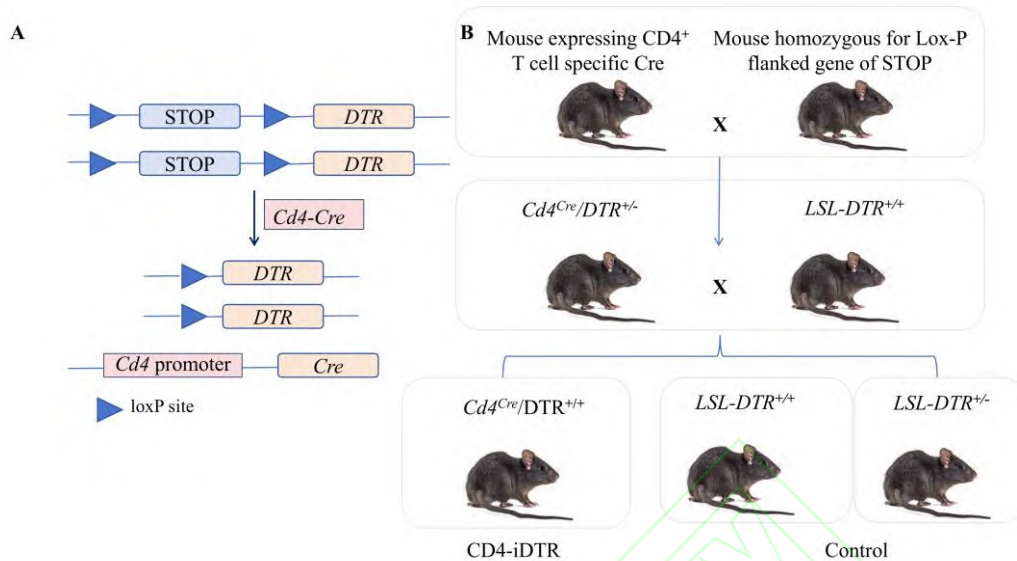 A
STOP
DTR
STOP
DTR
Cd4-Cre
DTR
DTR
Cd4 promoter
Cre
loxP site
B
Mouse expressing CD4⁺
T cell specific Cre
Mouse homozygous for Lox-P
flanked gene of STOP
X
Cd4ᶜʳᵉ/DTR⁺/⁻
LSL-DTR⁺/⁺
X
Cd4ᶜʳᵉ/DTR⁺/⁺
LSL-DTR⁺/⁺
LSL-DTR⁺/⁻
CD4-iDTR
Control